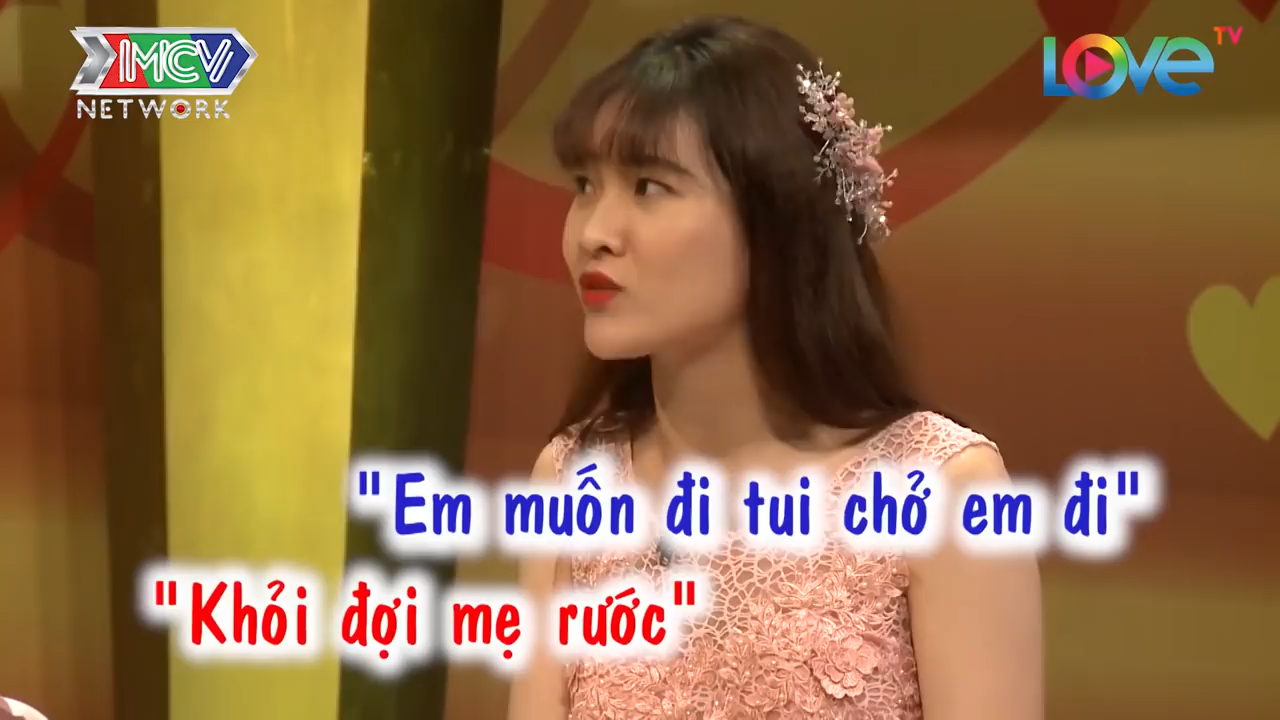 MCV
NETWORK
LOVE TV
"Em muốn đi tui chở em đi"
"Khỏi đợi mẹ rước"